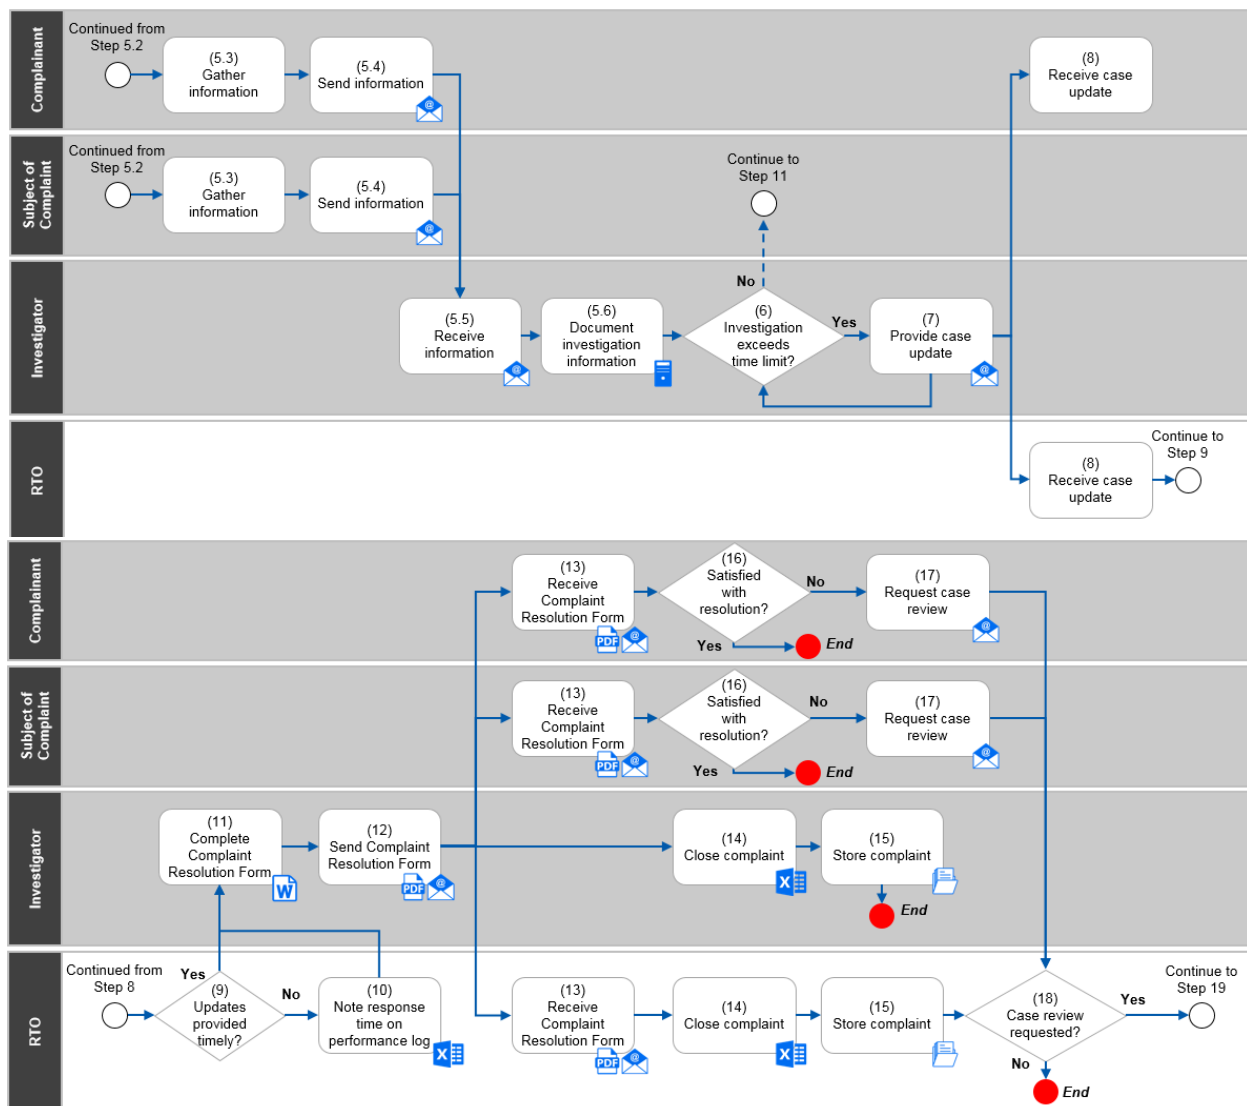 Complainant
Continued from
Step 5.2
(5.3)
Gather
information
(5.4)
Send information
@
(8)
Receive case
update
Subject of
Complaint
Continued from
Step 5.2
(5.3)
Gather
information
(5.4)
Send information
@
Continue to
Step 11
Investigator
(5.5)
Receive
information
@
(5.6)
Document
investigation
information
No
(6)
Investigation
exceeds
time limit?
Yes
(7)
Provide case
update
@
RTO
(8)
Receive case
update
Continue to
Step 9
Complainant
(13)
Receive
Complaint
Resolution Form
PDF
@
(16)
Satisfied
with
resolution?
No
Yes
End
(17)
Request case
review
@
Subject of
Complaint
(13)
Receive
Complaint
Resolution Form
PDF
@
(16)
Satisfied
with
resolution?
No
Yes
End
(17)
Request case
review
@
Investigator
(11)
Complete
Complaint
Resolution Form
W
(12)
Send Complaint
Resolution Form
PDF
@
(14)
Close complaint
X
(15)
Store complaint
End
RTO
Continued from
Step 8
Yes
(9)
Updates
provided
timely?
No
(10)
Note response
time on
performance log
X
(13)
Receive
Complaint
Resolution Form
PDF
@
(14)
Close complaint
X
(15)
Store complaint
(18)
Case review
requested?
Yes
No
End
Continue to
Step 19